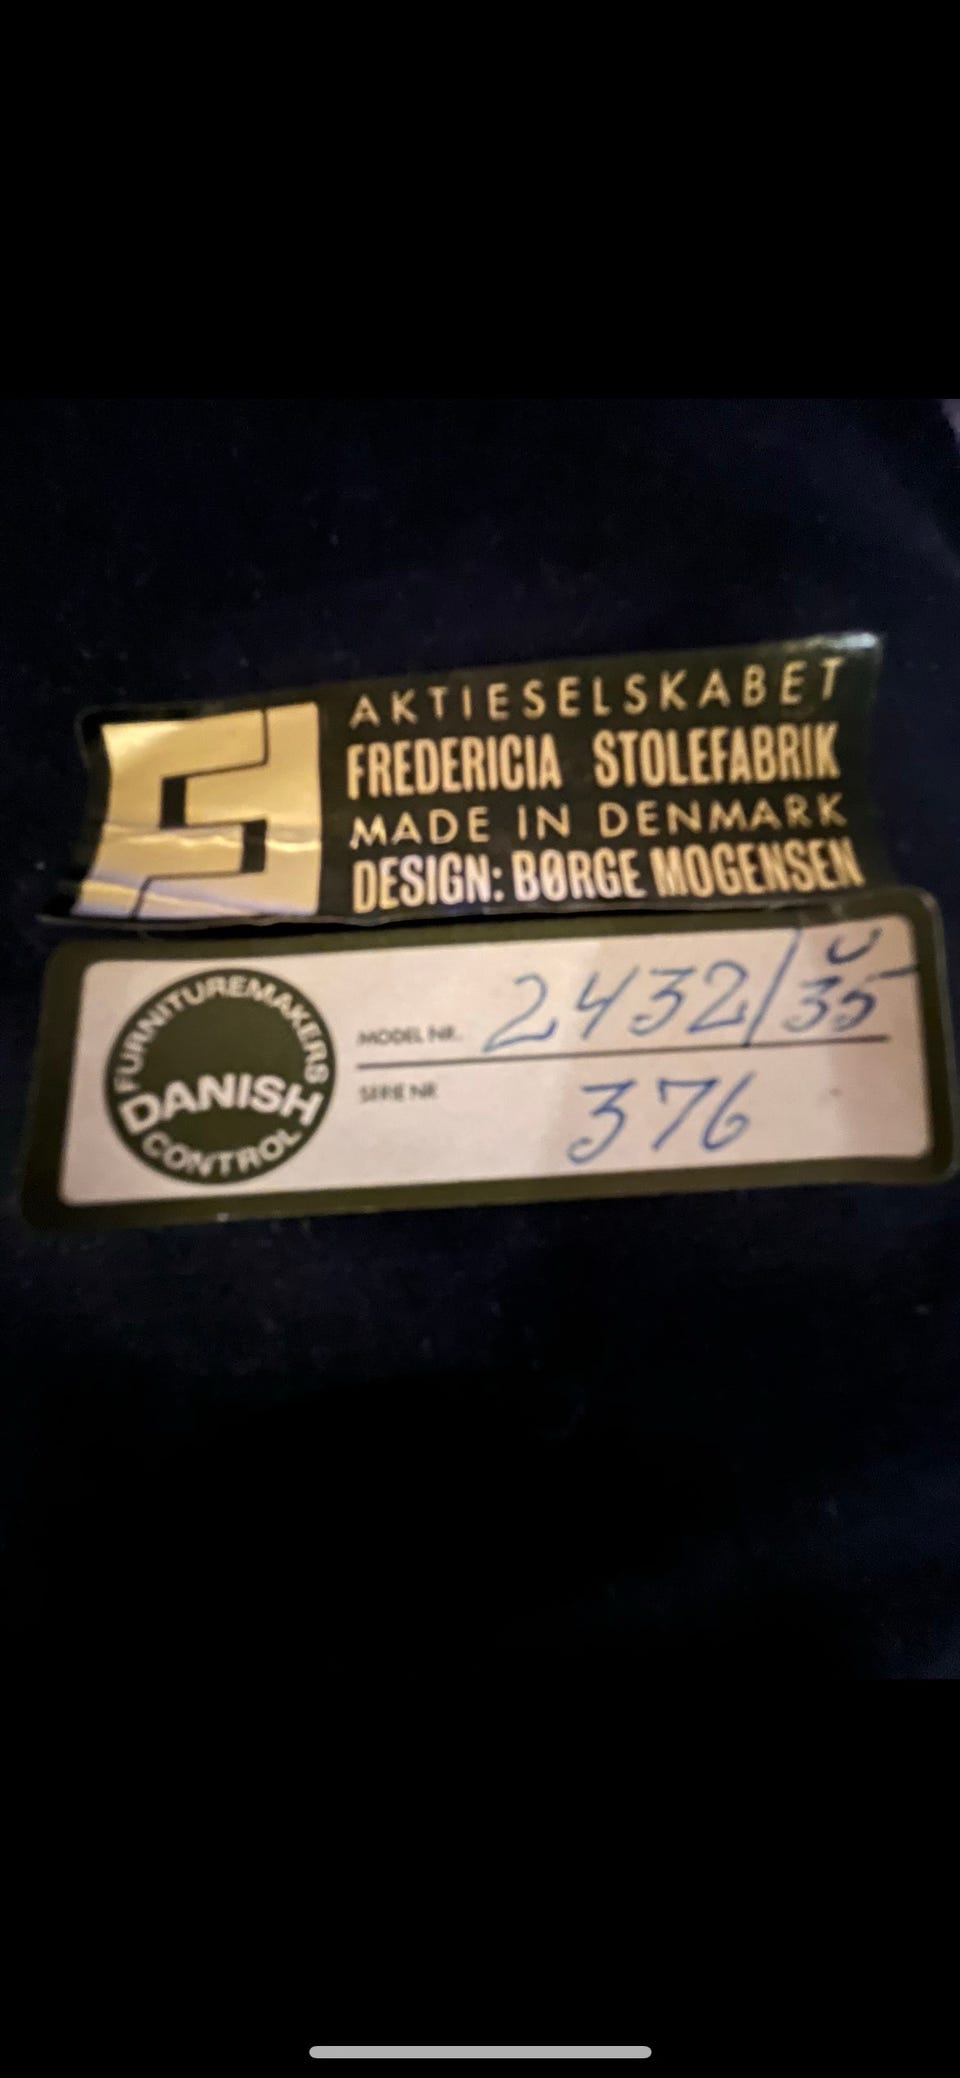 AKTIESELSKABET
FREDERICIA STOLEFABRIK
MADE IN DENMARK
DESIGN: BØRGE MOGENSEN
FURNITUREMAKERS
DANISH
CONTROL
MODEL NR. 2432/35
SERIE NR 376